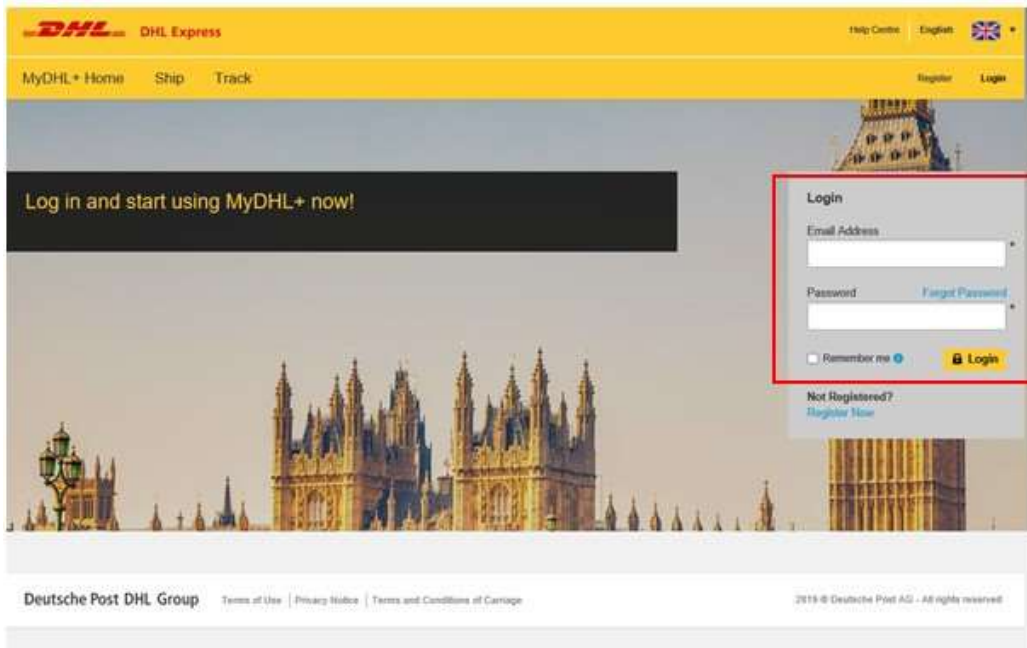 DHL DHL Express
Help Centre English
MyDHL+ Home Ship Track
Register Login
Log in and start using MyDHL+ now!
Login
Email Address
*
Password Forgot Password
*
Remember me
Login
Not Registered?
Register Now
Deutsche Post DHL Group Terms of Use | Privacy Notice | Terms and Conditions of Carriage
2019 © Deutsche Post AG - All rights reserved